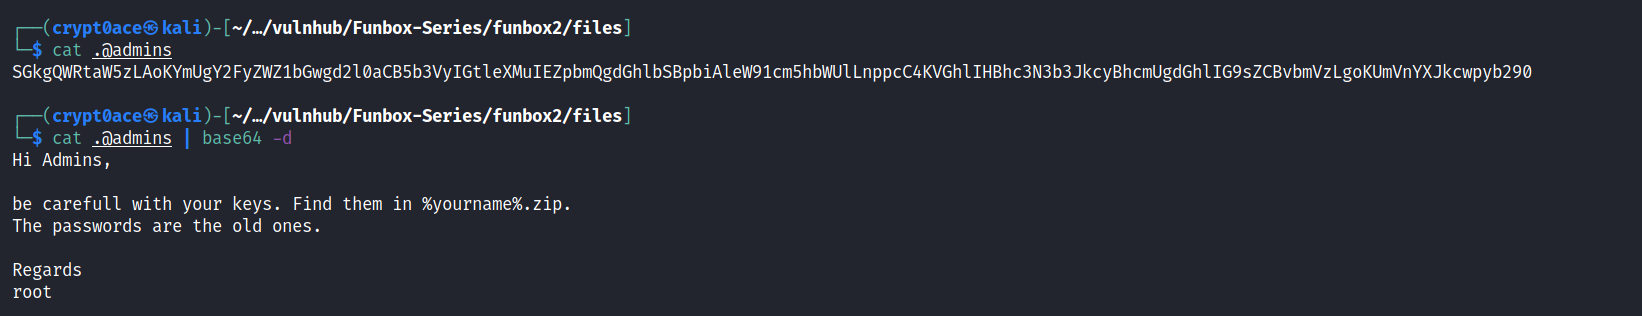 ┌──(crypt0ace㉿kali)-[~/…/vulnhub/Funbox-Series/funbox2/files]
└─$ cat .@admins
SGkgQWRtaW5zLAoKYmUgY2FyZWZ1bGwgd2l0aCB5b3VyIGtleXMuIEZpbmQgdGhlbSBpbiAleW91cm5hbWUlLnppcC4KVGhlIHBhc3N3b3JkcyBhcmUgdGhlIG9sZCBvbmVzLgoKUmVnYXJkcwpyb290
┌──(crypt0ace㉿kali)-[~/…/vulnhub/Funbox-Series/funbox2/files]
└─$ cat .@admins | base64 -d
Hi Admins,
be carefull with your keys. Find them in %yourname%.zip.
The passwords are the old ones.
Regards
root